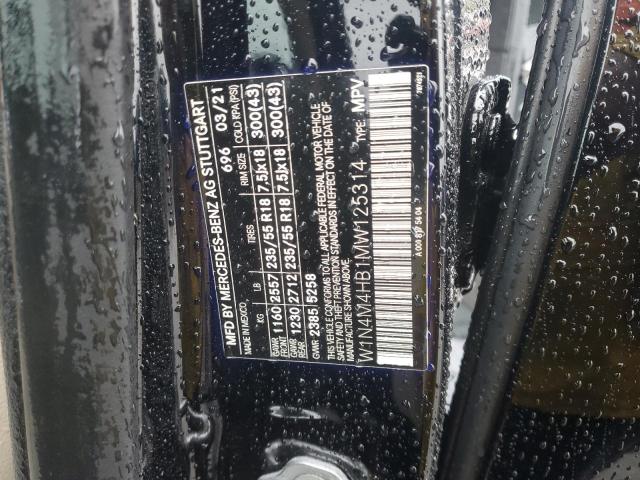 MFD BY MERCEDES-BENZ AG STUTTGART
MADE IN MEXICO 696 03/21
KG LB TIRES RIM SIZE COLD KPA/(PSI)
GAWR FRONT 1160 2557 235/55 R18 7.5Jx18 300(43)
GAWR REAR 1230 2712 235/55 R18 7.5Jx18 300(43)
GVWR 2385 5258
THIS VEHICLE CONFORMS TO ALL APPLICABLE FEDERAL MOTOR VEHICLE
SAFETY AND THEFT PREVENTION STANDARDS IN EFFECT ON THE DATE OF
MANUFACTURE SHOWN ABOVE. TYPE: MPV
W1N4M4HB1MW125314